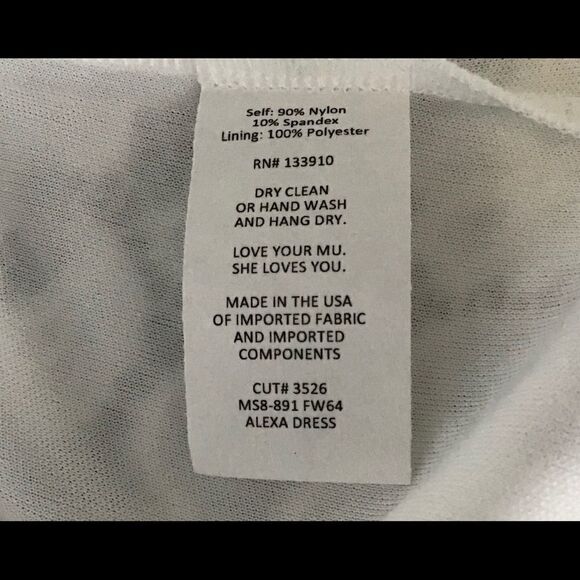 Self: 90% Nylon
10% Spandex
Lining: 100% Polyester
RN# 133910
DRY CLEAN
OR HAND WASH
AND HANG DRY.
LOVE YOUR MU.
SHE LOVES YOU.
MADE IN THE USA
OF IMPORTED FABRIC
AND IMPORTED
COMPONENTS
CUT# 3526
MS8-891 FW64
ALEXA DRESS